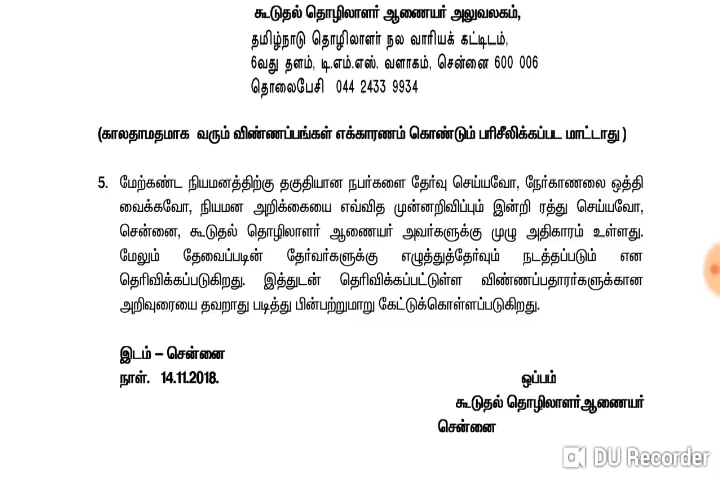 கூடுதல் தொழிலாளர் ஆணையர் அலுவலகம்,
தமிழ்நாடு தொழிலாளர் நல வாரியக் கட்டிடம்,
6வது தளம், டி.எம்.எஸ். வளாகம், சென்னை 600 006
தொலைபேசி 044 2433 9934
(காலதாமதமாக வரும் விண்ணப்பங்கள் எக்காரணம் கொண்டும் பரிசீலிக்கப்பட மாட்டாது)
5. மேற்கண்ட நியமனத்திற்கு தகுதியான நபர்களை தேர்வு செய்யவோ, நேர்காணலை ஒத்தி
வைக்கவோ, நியமன அறிக்கையை எவ்வித முன்னறிவிப்பும் இன்றி ரத்து செய்யவோ,
சென்னை, கூடுதல் தொழிலாளர் ஆணையர் அவர்களுக்கு முழு அதிகாரம் உள்ளது.
மேலும் தேவைப்படின் தேர்வர்களுக்கு எழுத்துத்தேர்வும் நடத்தப்படும் என
தெரிவிக்கப்படுகிறது. இத்துடன் தெரிவிக்கப்பட்டுள்ள விண்ணப்பதாரர்களுக்கான
அறிவுரையை தவறாது படித்து பின்பற்றுமாறு கேட்டுக்கொள்ளப்படுகிறது.
இடம் – சென்னை
நாள். 14.11.2018.
ஒப்பம்
கூடுதல் தொழிலாளர்ஆணையர்
சென்னை
DU Recorder